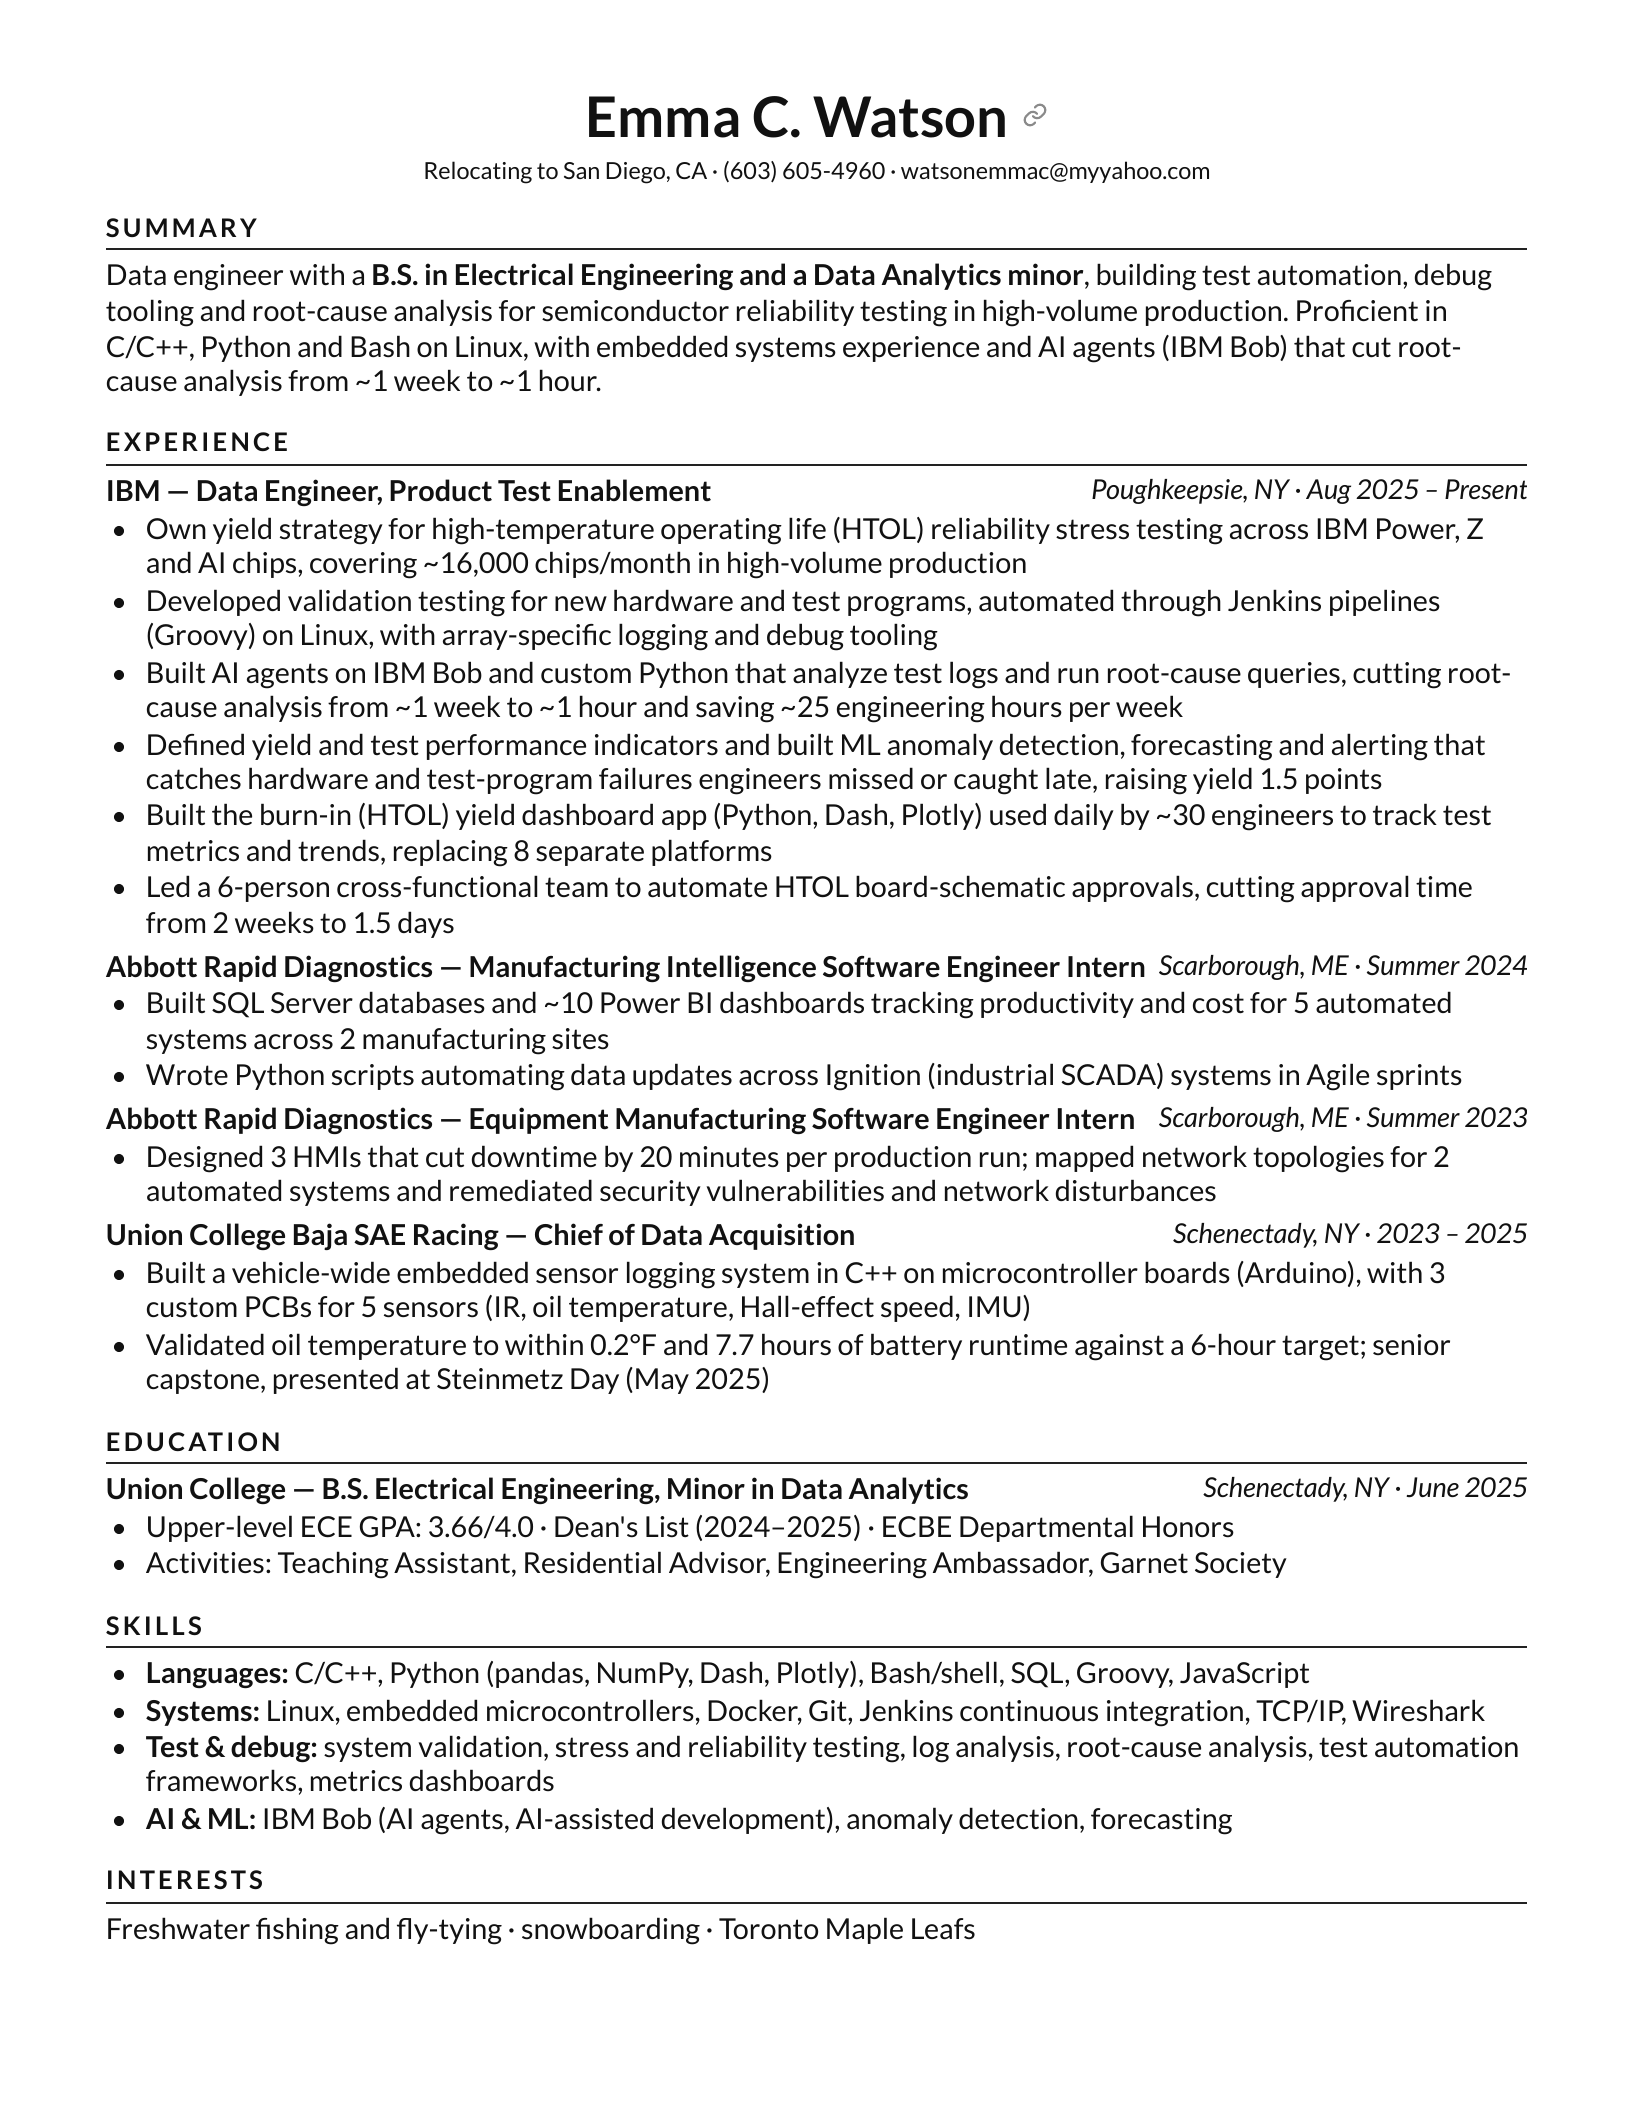 Emma C. Watson
Relocating to San Diego, CA · (603) 605-4960 · watsonemmac@myyahoo.com
SUMMARY
Data engineer with a B.S. in Electrical Engineering and a Data Analytics minor, building test automation, debug
tooling and root-cause analysis for semiconductor reliability testing in high-volume production. Proficient in
C/C++, Python and Bash on Linux, with embedded systems experience and AI agents (IBM Bob) that cut root-
cause analysis from ~1 week to ~1 hour.
EXPERIENCE
IBM — Data Engineer, Product Test Enablement Poughkeepsie, NY · Aug 2025 – Present
• Own yield strategy for high-temperature operating life (HTOL) reliability stress testing across IBM Power, Z
and AI chips, covering ~16,000 chips/month in high-volume production
• Developed validation testing for new hardware and test programs, automated through Jenkins pipelines
(Groovy) on Linux, with array-specific logging and debug tooling
• Built AI agents on IBM Bob and custom Python that analyze test logs and run root-cause queries, cutting root-
cause analysis from ~1 week to ~1 hour and saving ~25 engineering hours per week
• Defined yield and test performance indicators and built ML anomaly detection, forecasting and alerting that
catches hardware and test-program failures engineers missed or caught late, raising yield 1.5 points
• Built the burn-in (HTOL) yield dashboard app (Python, Dash, Plotly) used daily by ~30 engineers to track test
metrics and trends, replacing 8 separate platforms
• Led a 6-person cross-functional team to automate HTOL board-schematic approvals, cutting approval time
from 2 weeks to 1.5 days
Abbott Rapid Diagnostics — Manufacturing Intelligence Software Engineer Intern Scarborough, ME · Summer 2024
• Built SQL Server databases and ~10 Power BI dashboards tracking productivity and cost for 5 automated
systems across 2 manufacturing sites
• Wrote Python scripts automating data updates across Ignition (industrial SCADA) systems in Agile sprints
Abbott Rapid Diagnostics — Equipment Manufacturing Software Engineer Intern Scarborough, ME · Summer 2023
• Designed 3 HMIs that cut downtime by 20 minutes per production run; mapped network topologies for 2
automated systems and remediated security vulnerabilities and network disturbances
Union College Baja SAE Racing — Chief of Data Acquisition Schenectady, NY · 2023 – 2025
• Built a vehicle-wide embedded sensor logging system in C++ on microcontroller boards (Arduino), with 3
custom PCBs for 5 sensors (IR, oil temperature, Hall-effect speed, IMU)
• Validated oil temperature to within 0.2°F and 7.7 hours of battery runtime against a 6-hour target; senior
capstone, presented at Steinmetz Day (May 2025)
EDUCATION
Union College — B.S. Electrical Engineering, Minor in Data Analytics Schenectady, NY · June 2025
• Upper-level ECE GPA: 3.66/4.0 · Dean's List (2024–2025) · ECBE Departmental Honors
• Activities: Teaching Assistant, Residential Advisor, Engineering Ambassador, Garnet Society
SKILLS
• Languages: C/C++, Python (pandas, NumPy, Dash, Plotly), Bash/shell, SQL, Groovy, JavaScript
• Systems: Linux, embedded microcontrollers, Docker, Git, Jenkins continuous integration, TCP/IP, Wireshark
• Test & debug: system validation, stress and reliability testing, log analysis, root-cause analysis, test automation
frameworks, metrics dashboards
• AI & ML: IBM Bob (AI agents, AI-assisted development), anomaly detection, forecasting
INTERESTS
Freshwater fishing and fly-tying · snowboarding · Toronto Maple Leafs